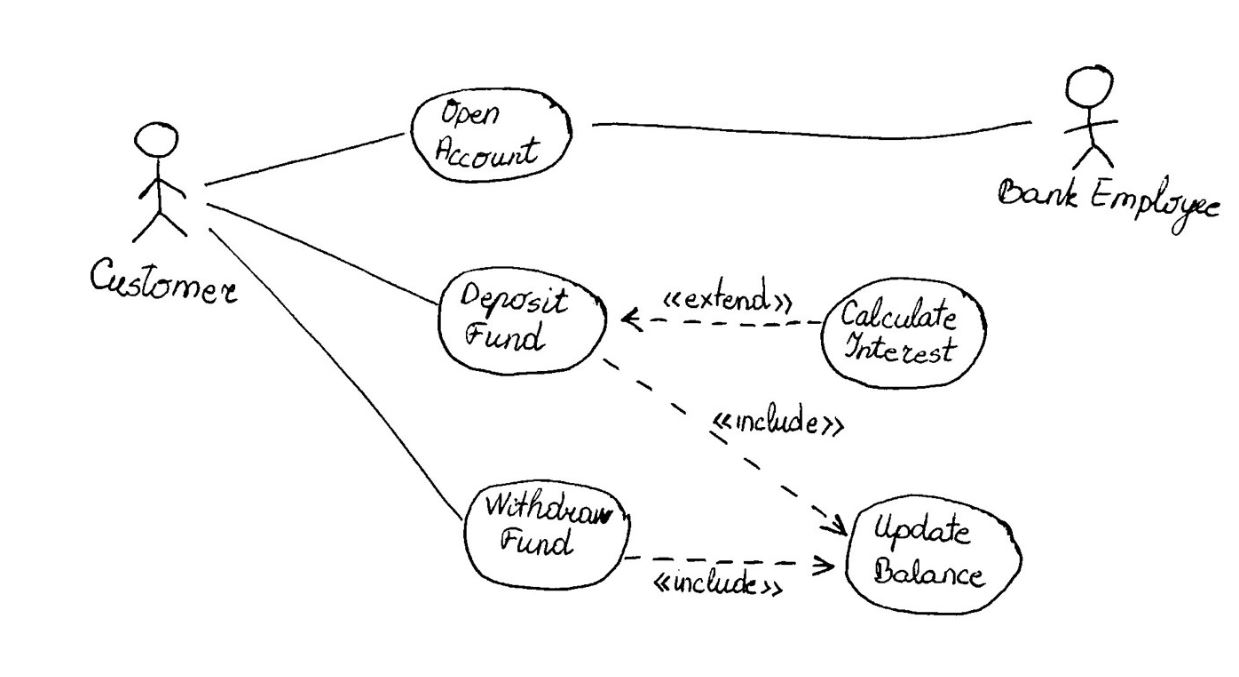 Open
Account
Bank Employee
Customer
Deposit
Fund
<<extend>>
Calculate
Interest
<<include>>
Withdraw
Fund
<<include>>
Update
Balance